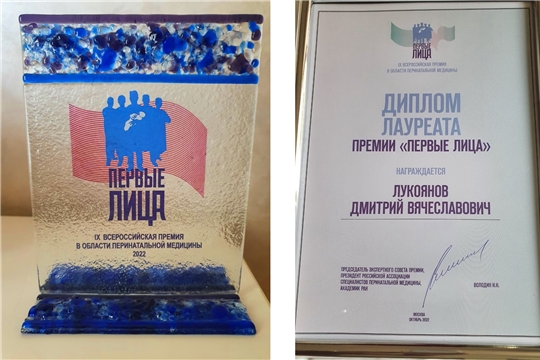 ПЕРВЫЕ
ЛИЦА
IX ВСЕРОССИЙСКАЯ ПРЕМИЯ
В ОБЛАСТИ ПЕРИНАТАЛЬНОЙ МЕДИЦИНЫ
2022
ПЕРВЫЕ
ЛИЦА
IX ВСЕРОССИЙСКАЯ ПРЕМИЯ
В ОБЛАСТИ ПЕРИНАТАЛЬНОЙ МЕДИЦИНЫ
ДИПЛОМ
ЛАУРЕАТА
ПРЕМИИ «ПЕРВЫЕ ЛИЦА»
НАГРАЖДАЕТСЯ
ЛУКОЯНОВ
ДМИТРИЙ ВЯЧЕСЛАВОВИЧ
ПРЕДСЕДАТЕЛЬ ЭКСПЕРТНОГО СОВЕТА ПРЕМИИ,
ПРЕЗИДЕНТ РОССИЙСКОЙ АССОЦИАЦИИ
СПЕЦИАЛИСТОВ ПЕРИНАТАЛЬНОЙ МЕДИЦИНЫ,
АКАДЕМИК РАН
ВОЛОДИН Н.Н.
МОСКВА
ОКТЯБРЬ 2022